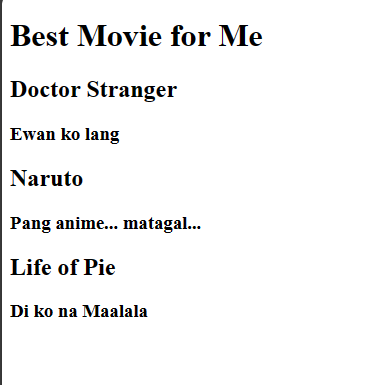 Best Movie for Me
Doctor Stranger
Ewan ko lang
Naruto
Pang anime... matagal...
Life of Pie
Di ko na Maalala